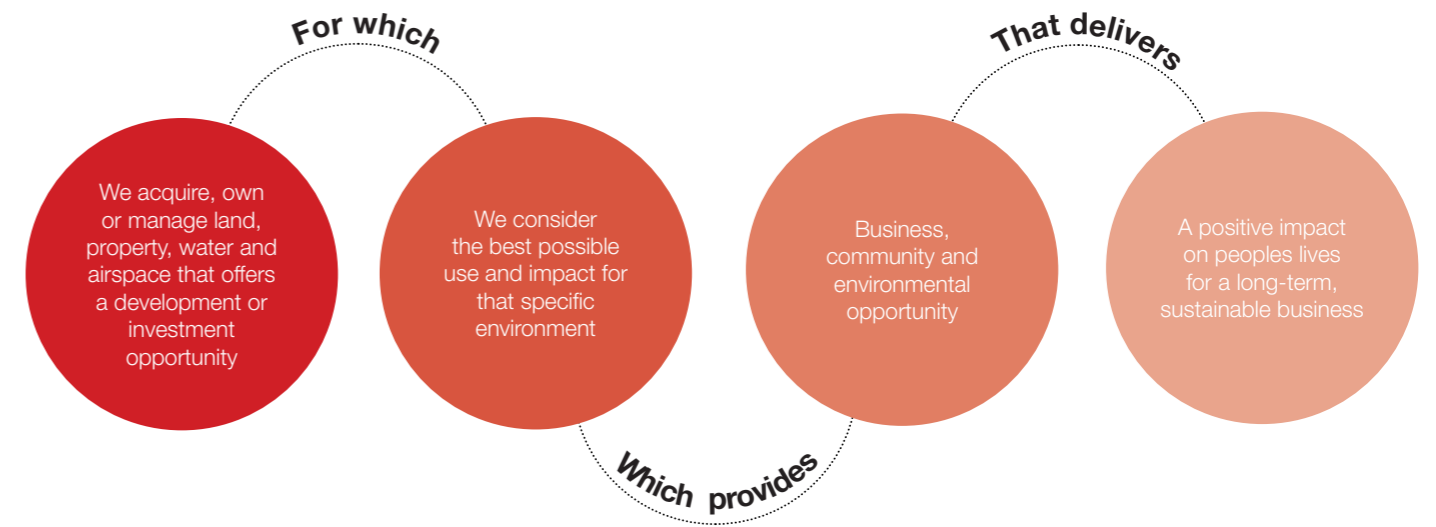 For which
We acquire, own
or manage land,
property, water and
airspace that offers
a development or
investment
opportunity
We consider
the best possible
use and impact for
that specific
environment
Which provides
Business,
community and
environmental
opportunity
That delivers
A positive impact
on peoples lives
for a long-term,
sustainable business